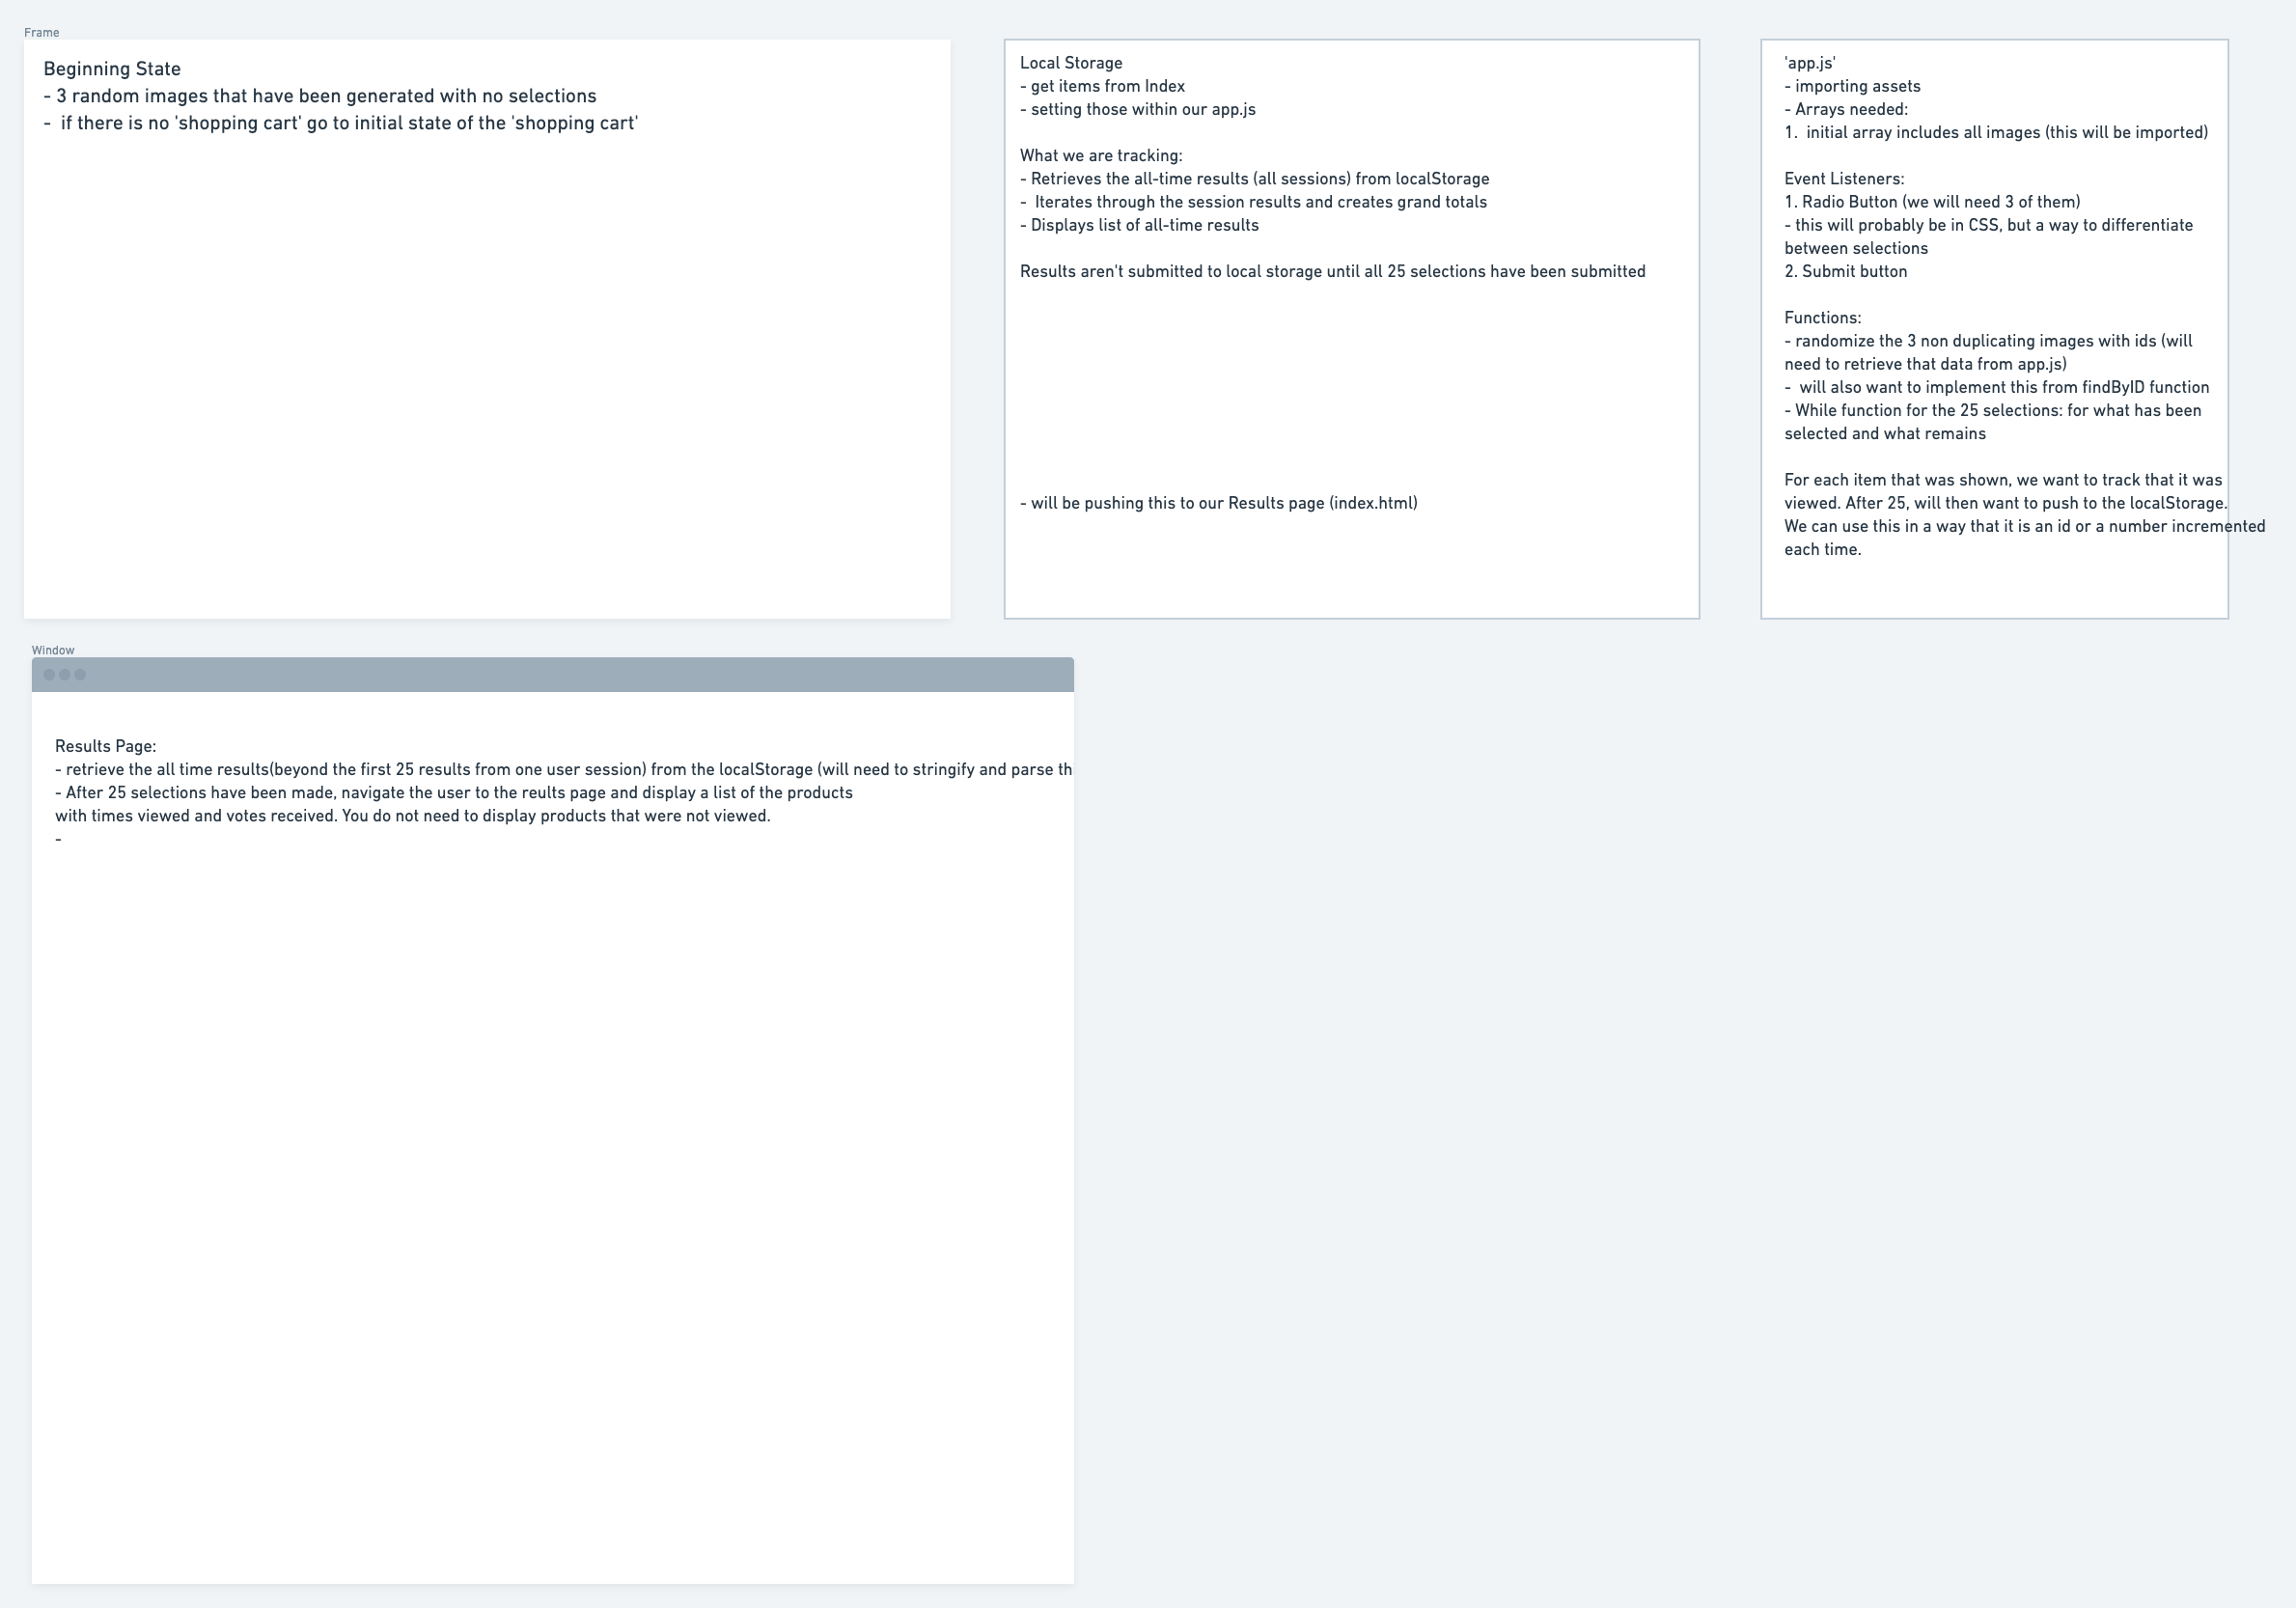 Frame
Beginning State
- 3 random images that have been generated with no selections
-  if there is no 'shopping cart' go to initial state of the 'shopping cart'
Local Storage
- get items from Index
- setting those within our app.js
What we are tracking:
- Retrieves the all-time results (all sessions) from localStorage
-  Iterates through the session results and creates grand totals
- Displays list of all-time results
Results aren't submitted to local storage until all 25 selections have been submitted
- will be pushing this to our Results page (index.html)
'app.js'
- importing assets
- Arrays needed:
1.  initial array includes all images (this will be imported)
Event Listeners:
1. Radio Button (we will need 3 of them)
- this will probably be in CSS, but a way to differentiate
between selections
2. Submit button
Functions:
- randomize the 3 non duplicating images with ids (will
need to retrieve that data from app.js)
-  will also want to implement this from findByID function
- While function for the 25 selections: for what has been
selected and what remains
For each item that was shown, we want to track that it was
viewed. After 25, will then want to push to the localStorage.
We can use this in a way that it is an id or a number incremented
each time.
Window
Results Page:
- retrieve the all time results(beyond the first 25 results from one user session) from the localStorage (will need to stringify and parse th
- After 25 selections have been made, navigate the user to the reults page and display a list of the products
with times viewed and votes received. You do not need to display products that were not viewed.
-